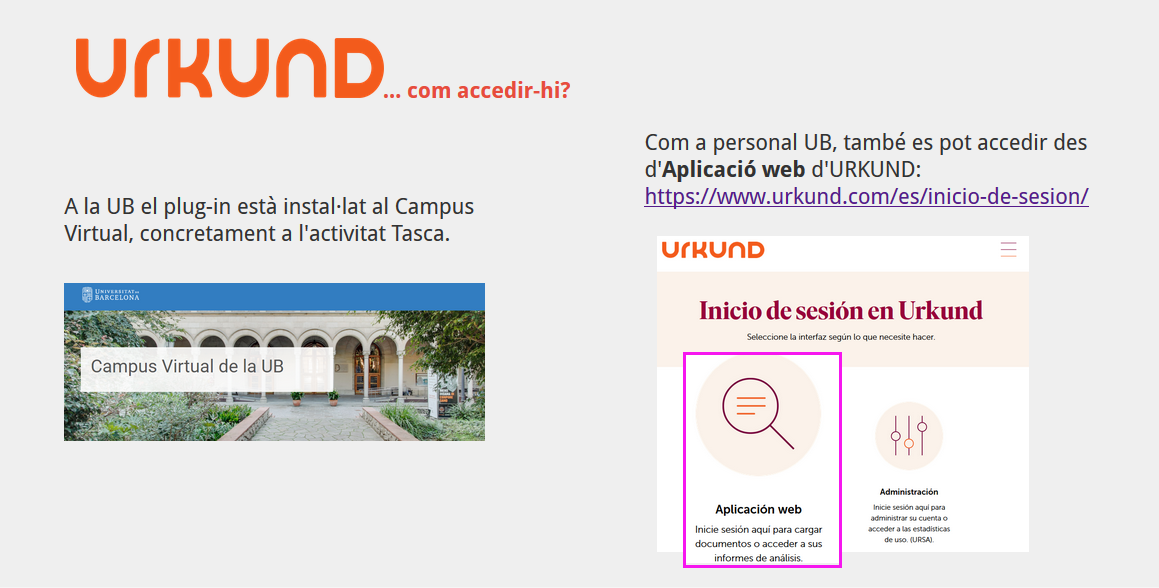 URKUND... com accedir-hi?
A la UB el plug-in està instal·lat al Campus
Virtual, concretament a l'activitat Tasca.
UNIVERSITAT DE
BARCELONA
Campus Virtual de la UB
Com a personal UB, també es pot accedir des
d'Aplicació web d'URKUND:
https://www.urkund.com/es/inicio-de-sesion/
URKUND
Inicio de sesión en Urkund
Seleccione la interfaz según lo que necesite hacer.
Aplicación web
Inicie sesión aquí para cargar
documentos o acceder a sus
informes de análisis.
Administración
Inicie sesión aquí para
administrar su cuenta o
acceder a las estadísticas
de uso. (URSA).